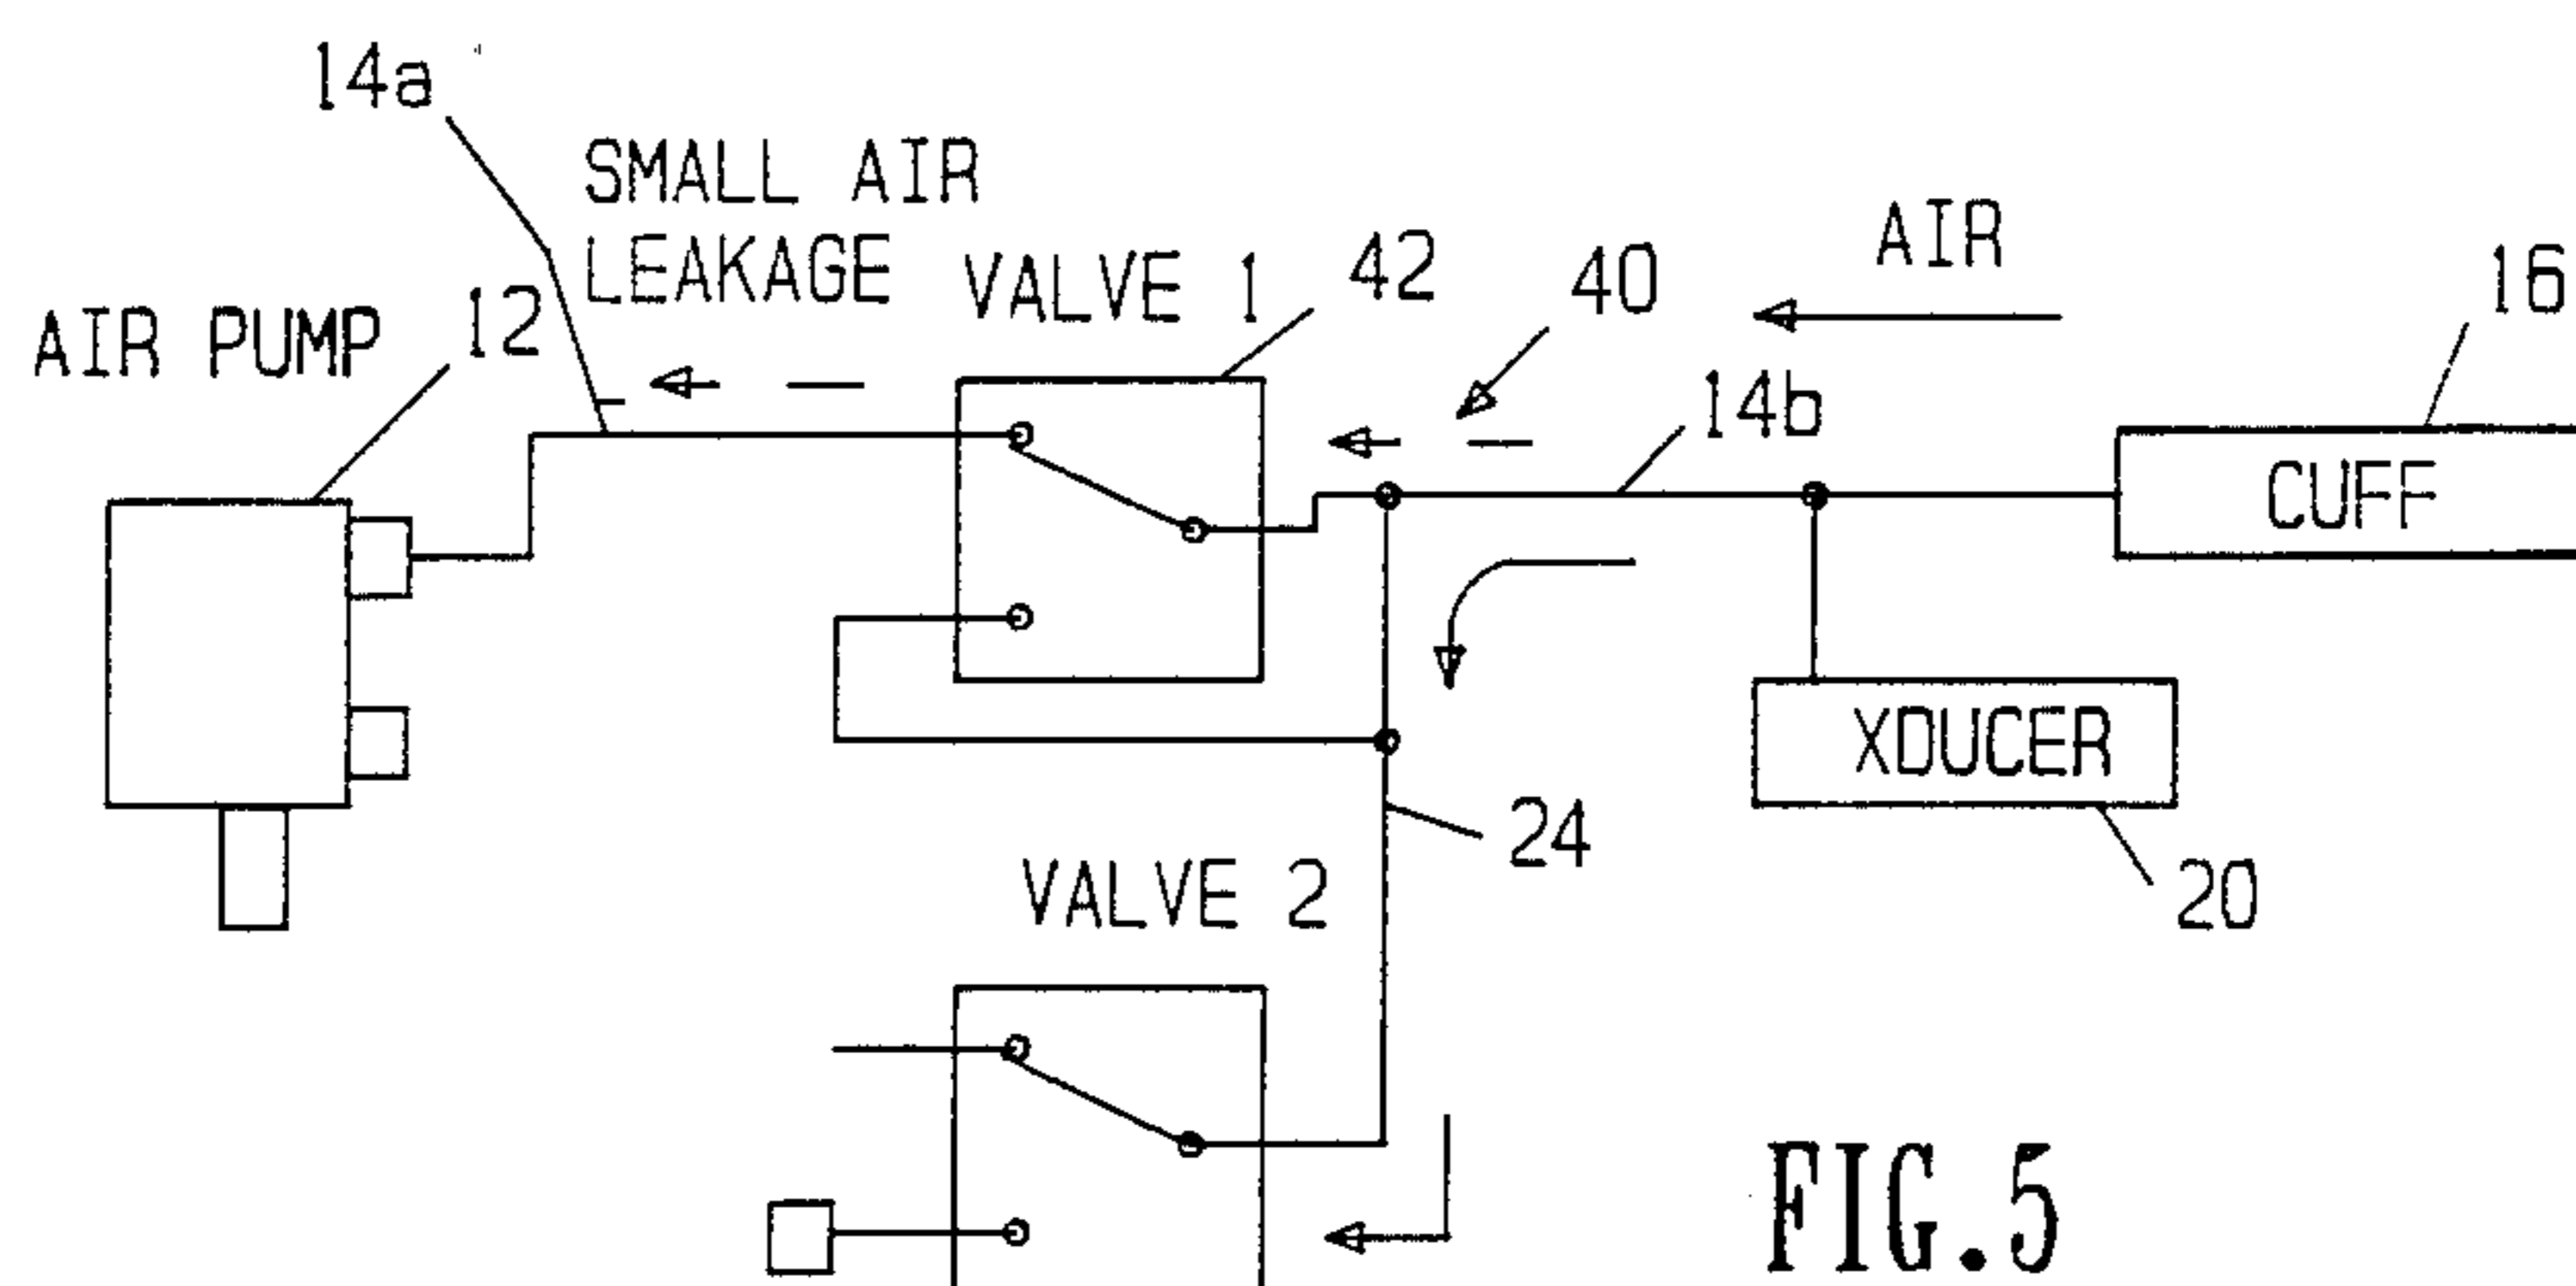 14a
SMALL AIR
LEAKAGE
AIR PUMP
12
VALVE 1
42
40
AIR
16
14b
CUFF
XDUCER
24
20
VALVE 2
FIG.5